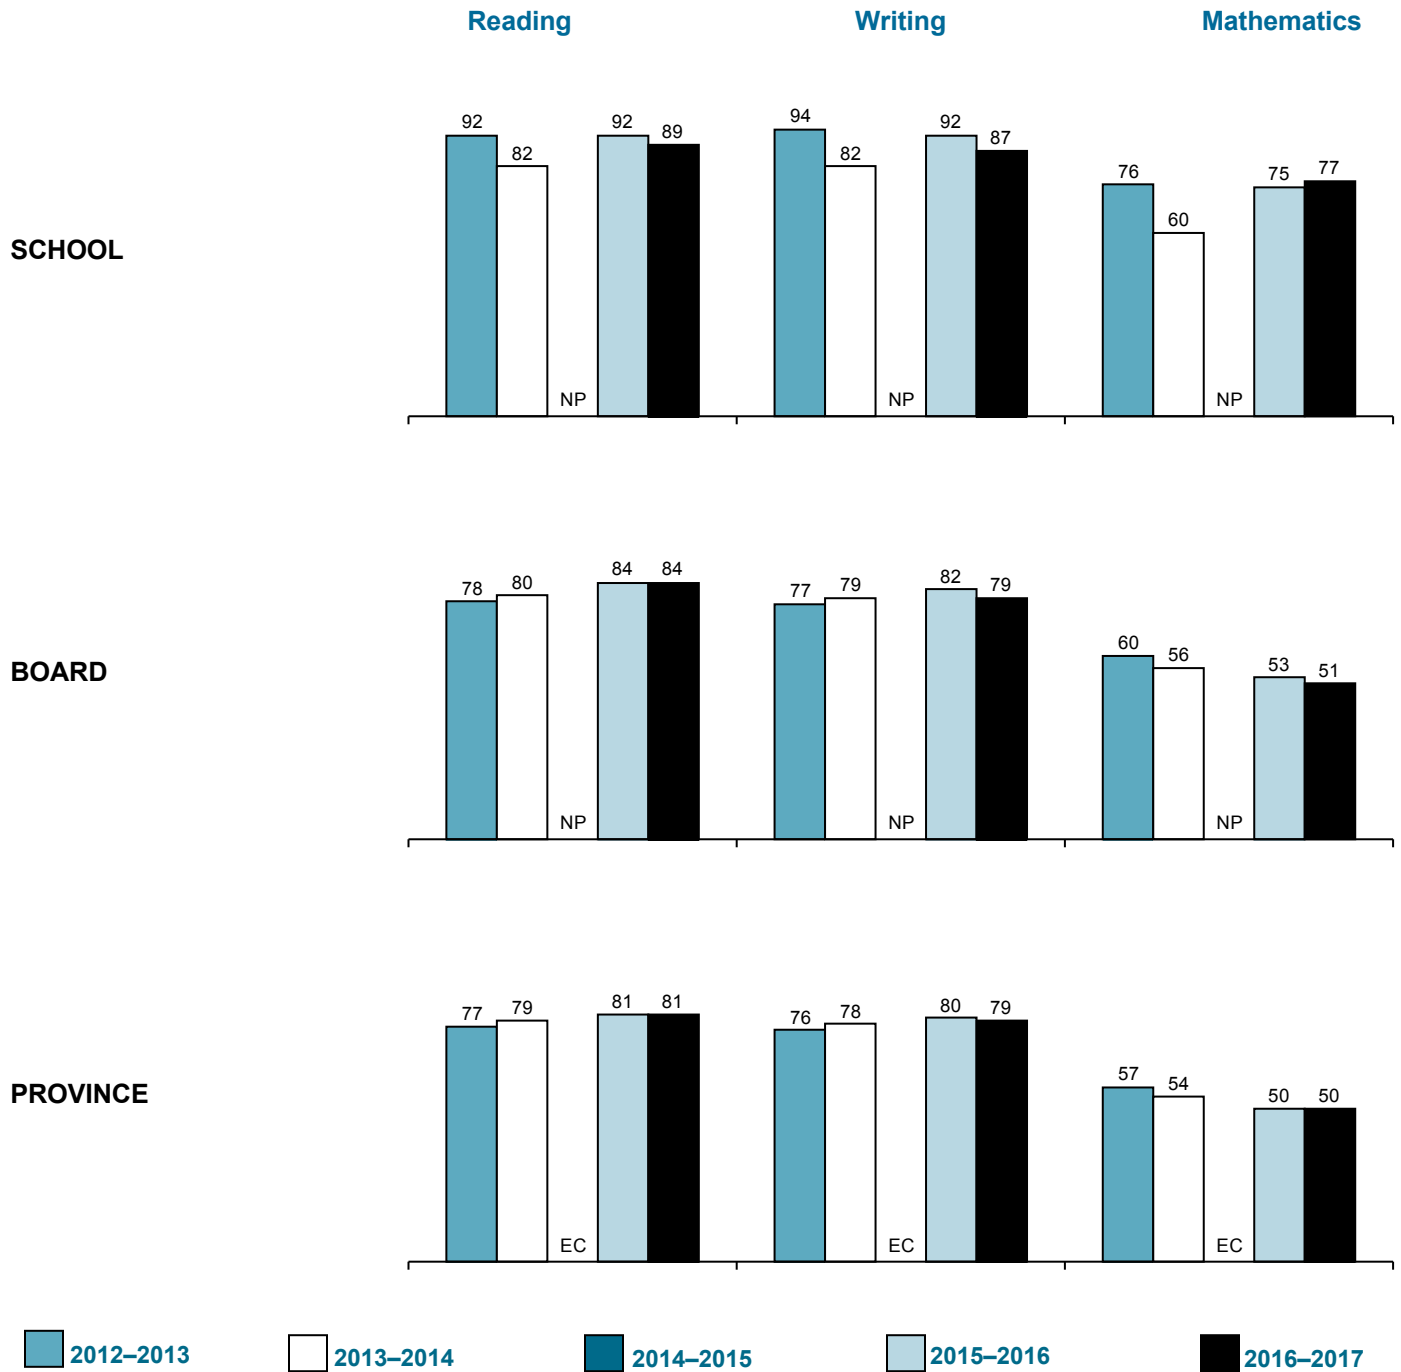 Reading Writing Mathematics
SCHOOL
92 82 NP 92 89 94 82 NP 92 87 76 60 NP 75 77
BOARD
78 80 NP 84 84 77 79 NP 82 79 60 56 NP 53 51
PROVINCE
77 79 EC 81 81 76 78 EC 80 79 57 54 EC 50 50
2012–2013 2013–2014 2014–2015 2015–2016 2016–2017